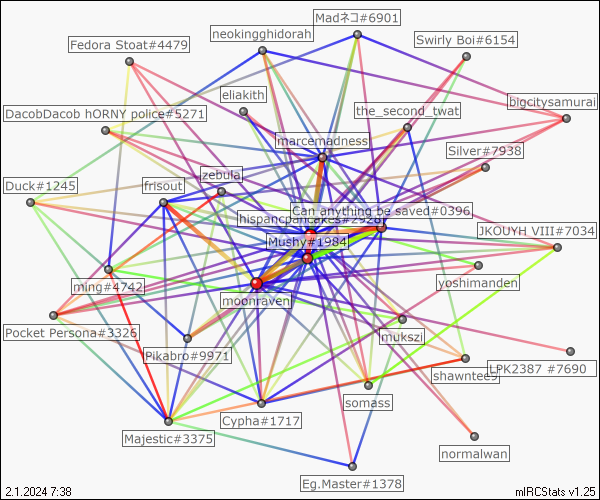 Madネコ#6901
neokingghidorah
Swirly Boi#6154
Fedora Stoat#4479
eliakith
bigcitysamurai
DacobDacob hORNY police#5271
the_second_twat
marcemadness
Silver#7938
zebula
Duck#1245
frisout
Can anything be saved#0396
JKOUYH VIII#7034
Mushy#1984
ming#4742
yoshimanden
moonraven
Pocket Persona#3326
mukszi
Pikabro#9971
LPK2387 #7690
somass
Cypha#1717
Majestic#3375
normalwan
Eg.Master#1378
2.1.2024 7:38
mIRCStats v1.25